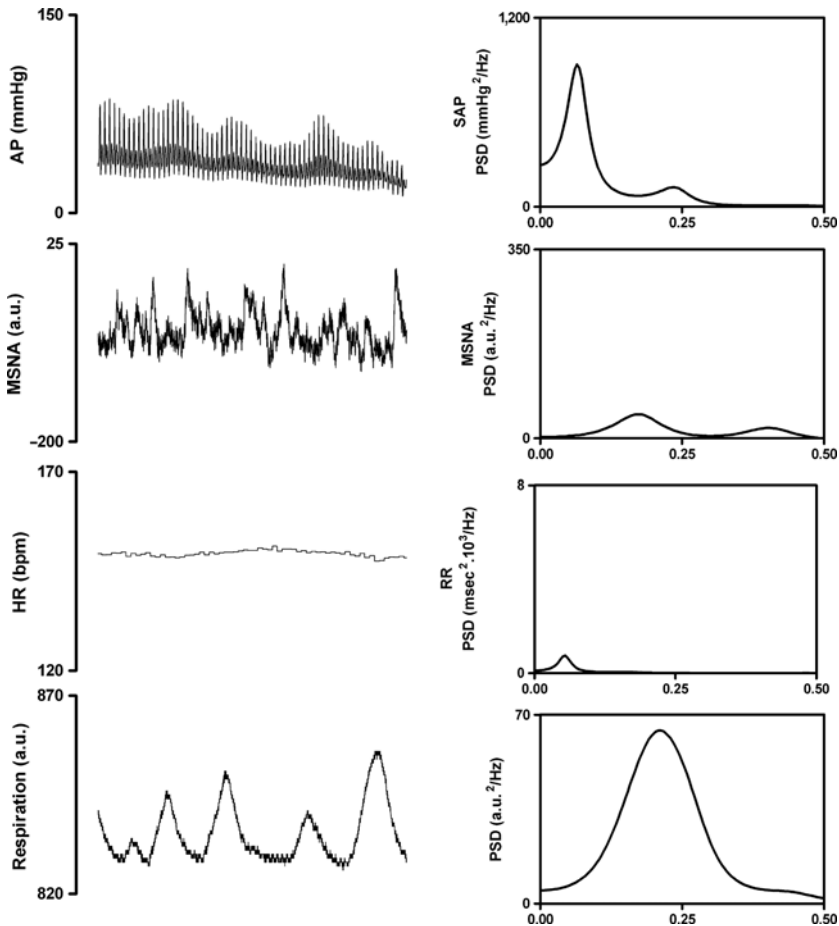 150
AP (mmHg)
0
1,200
SAP
PSD (mmHg²/Hz)
0
0.00
0.25
0.50
25
MSNA (a.u.)
–200
350
MSNA
PSD (a.u.²/Hz)
0
0.00
0.25
0.50
170
HR (bpm)
120
8
RR
PSD (msec².10³/Hz)
0
0.00
0.25
0.50
870
Respiration (a.u.)
820
70
PSD (a.u.²/Hz)
0
0.00
0.25
0.50